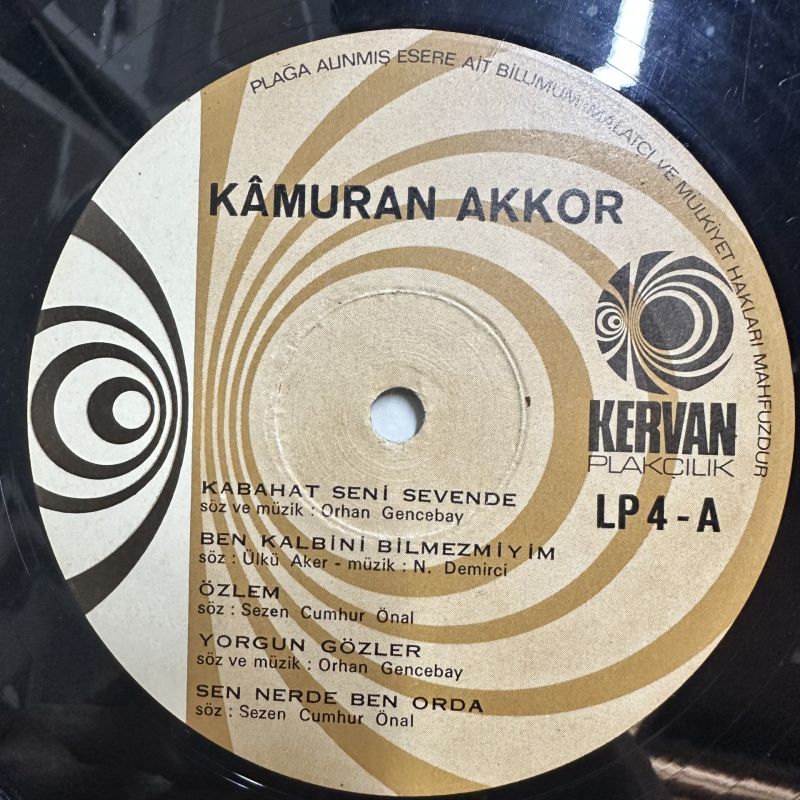 PLAĞA ALINMIŞ ESERE AİT BİLUMUM İMALATÇI VE MÜLKİYET HAKLARI MAHFUZDUR
KÂMURAN AKKOR
KERVAN
PLAKÇILIK
LP 4 - A
KABAHAT SENİ SEVENDE
söz ve müzik : Orhan Gencebay
BEN KALBİNİ BİLMEZMİYİM
söz : Ülkü Aker - müzik : N. Demirci
ÖZLEM
söz : Sezen Cumhur Önal
YORGUN GÖZLER
söz ve müzik : Orhan Gencebay
SEN NERDE BEN ORDA
söz : Sezen Cumhur Önal